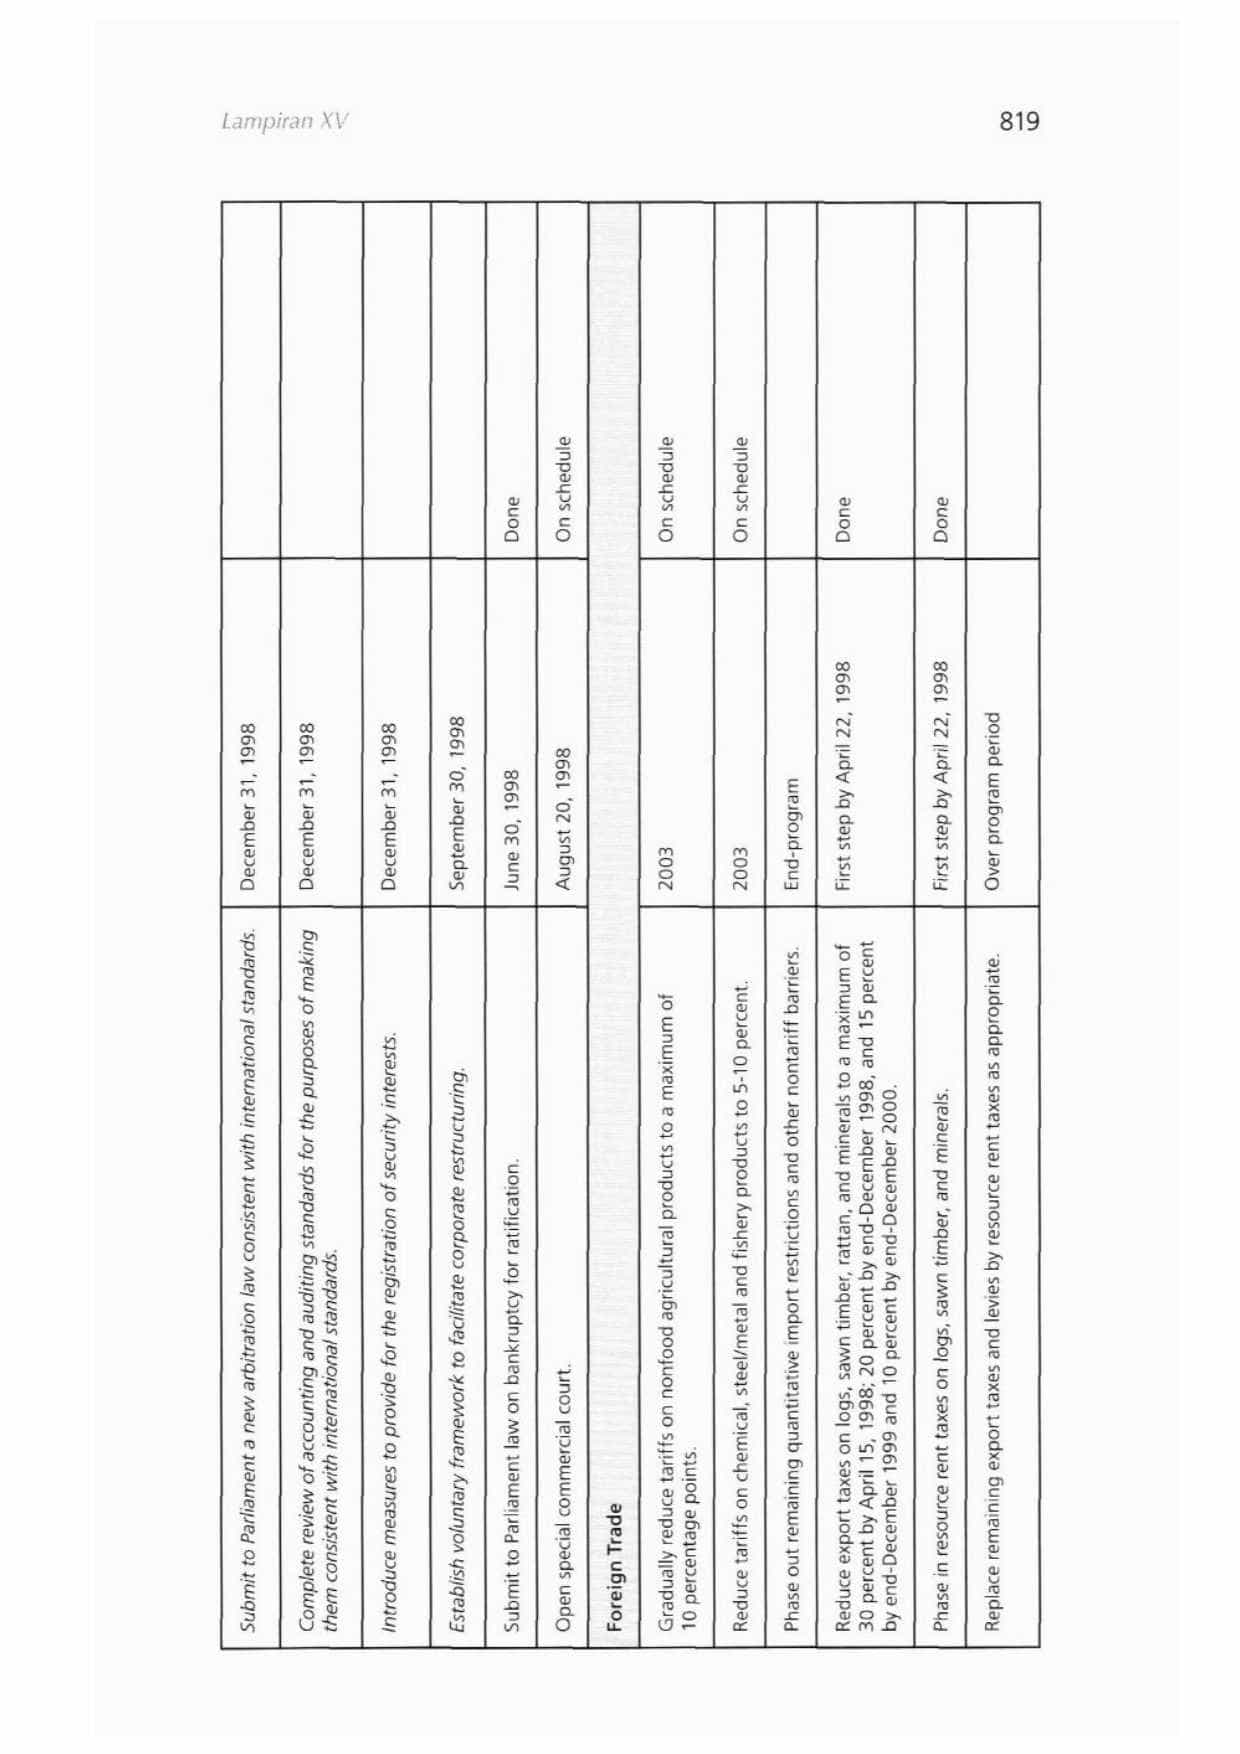 Lampiran XV
819
Submit to Parliament a new arbitration law consistent with international standards. December 31, 1998
Complete review of accounting and auditing standards for the purposes of making December 31, 1998
them consistent with international standards.
Introduce measures to provide for the registration of security interests. December 31, 1998
Establish voluntary framework to facilitate corporate restructuring. September 30, 1998
Submit to Parliament law on bankruptcy for ratification. June 30, 1998 Done
Open special commercial court. August 20, 1998 On schedule
Foreign Trade
Gradually reduce tariffs on nonfood agricultural products to a maximum of 2003 On schedule
10 percentage points.
Reduce tariffs on chemical, steel/metal and fishery products to 5-10 percent. 2003 On schedule
Phase out remaining quantitative import restrictions and other nontariff barriers. End-program
Reduce export taxes on logs, sawn timber, rattan, and minerals to a maximum of First step by April 22, 1998 Done
30 percent by April 15, 1998; 20 percent by end-December 1998, and 15 percent
by end-December 1999 and 10 percent by end-December 2000.
Phase in resource rent taxes on logs, sawn timber, and minerals. First step by April 22, 1998 Done
Replace remaining export taxes and levies by resource rent taxes as appropriate. Over program period